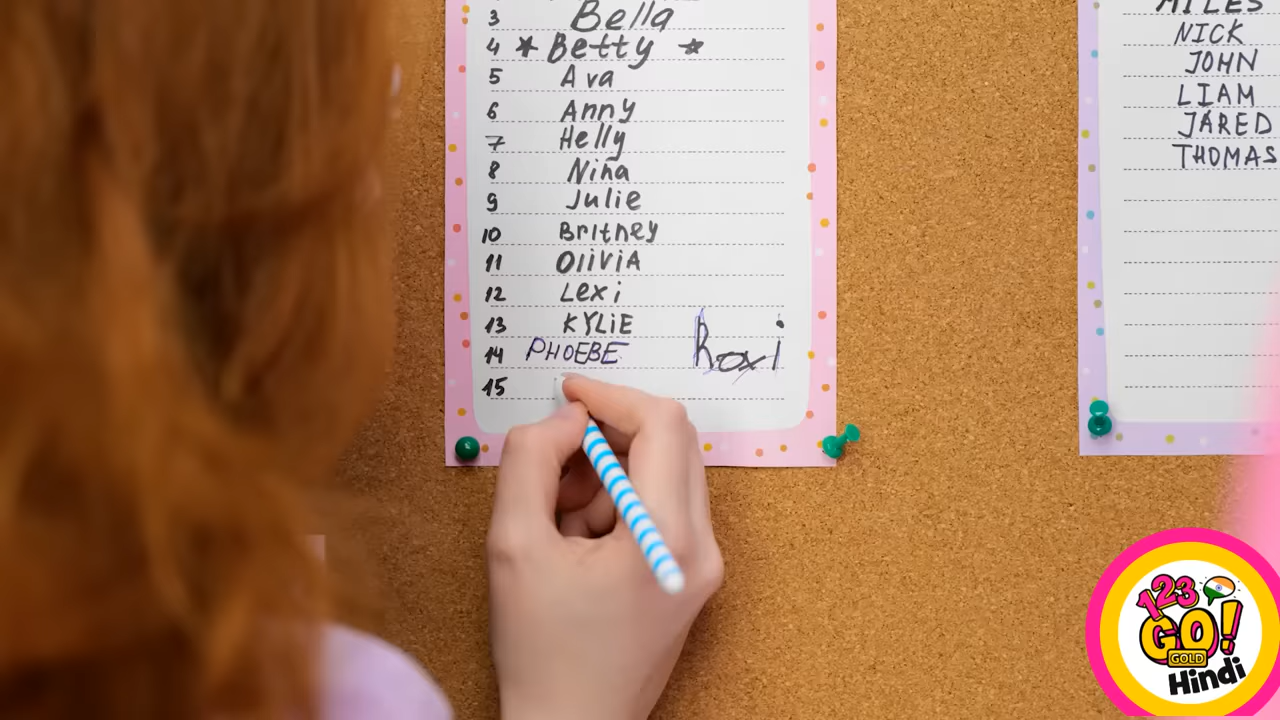 3 Bella
4 * Betty *
5 Ava
6 Anny
7 Helly
8 Nina
9 Julie
10 Britney
11 OliviA
12 Lexi
13 KYLiE
14 PHOEBE
Roxi
15
NICK
JOHN
LIAM
JARED
THOMAS
123
GO!
GOLD
Hindi